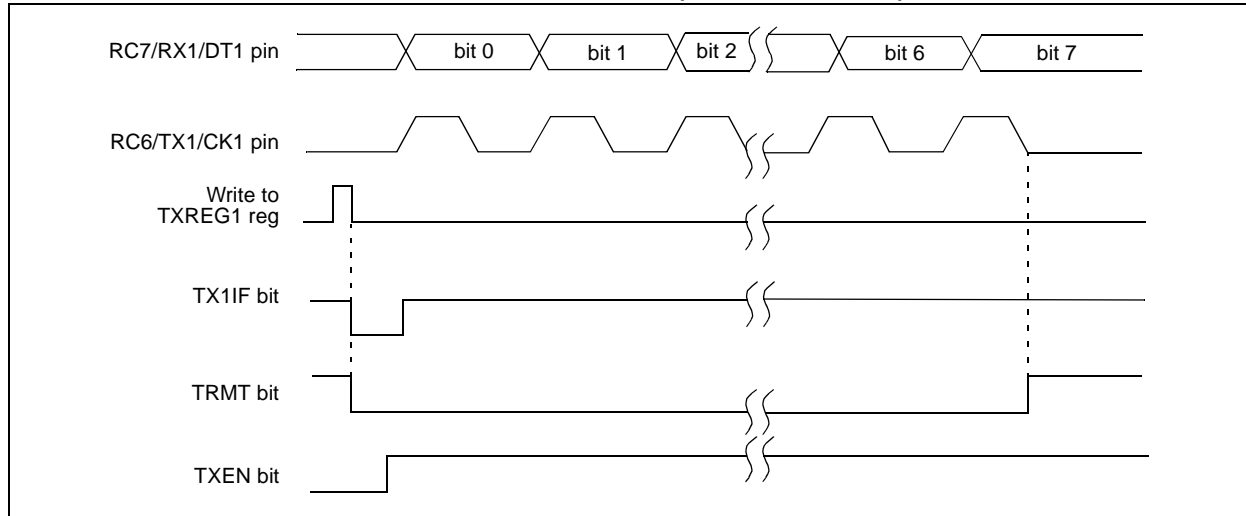 RC7/RX1/DT1 pin
bit 0
bit 1
bit 2
bit 6
bit 7
RC6/TX1/CK1 pin
Write to
TXREG1 reg
TX1IF bit
TRMT bit
TXEN bit